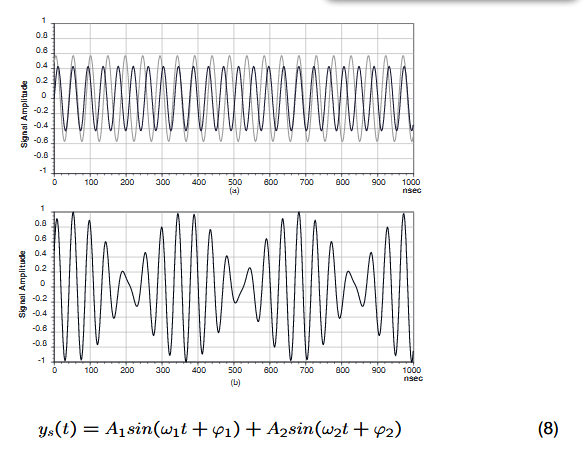 1
0.8
0.6
0.4
0.2
0
-0.2
-0.4
-0.6
-0.8
-1
Signal Amplitude
0 100 200 300 400 500 600 700 800 900 1000
nsec
(a)
1
0.8
0.6
0.4
0.2
0
-0.2
-0.4
-0.6
-0.8
-1
Signal Amplitude
0 100 200 300 400 500 600 700 800 900 1000
nsec
(b)
yₛ(t) = A₁sin(ω₁t + φ₁) + A₂sin(ω₂t + φ₂) (8)